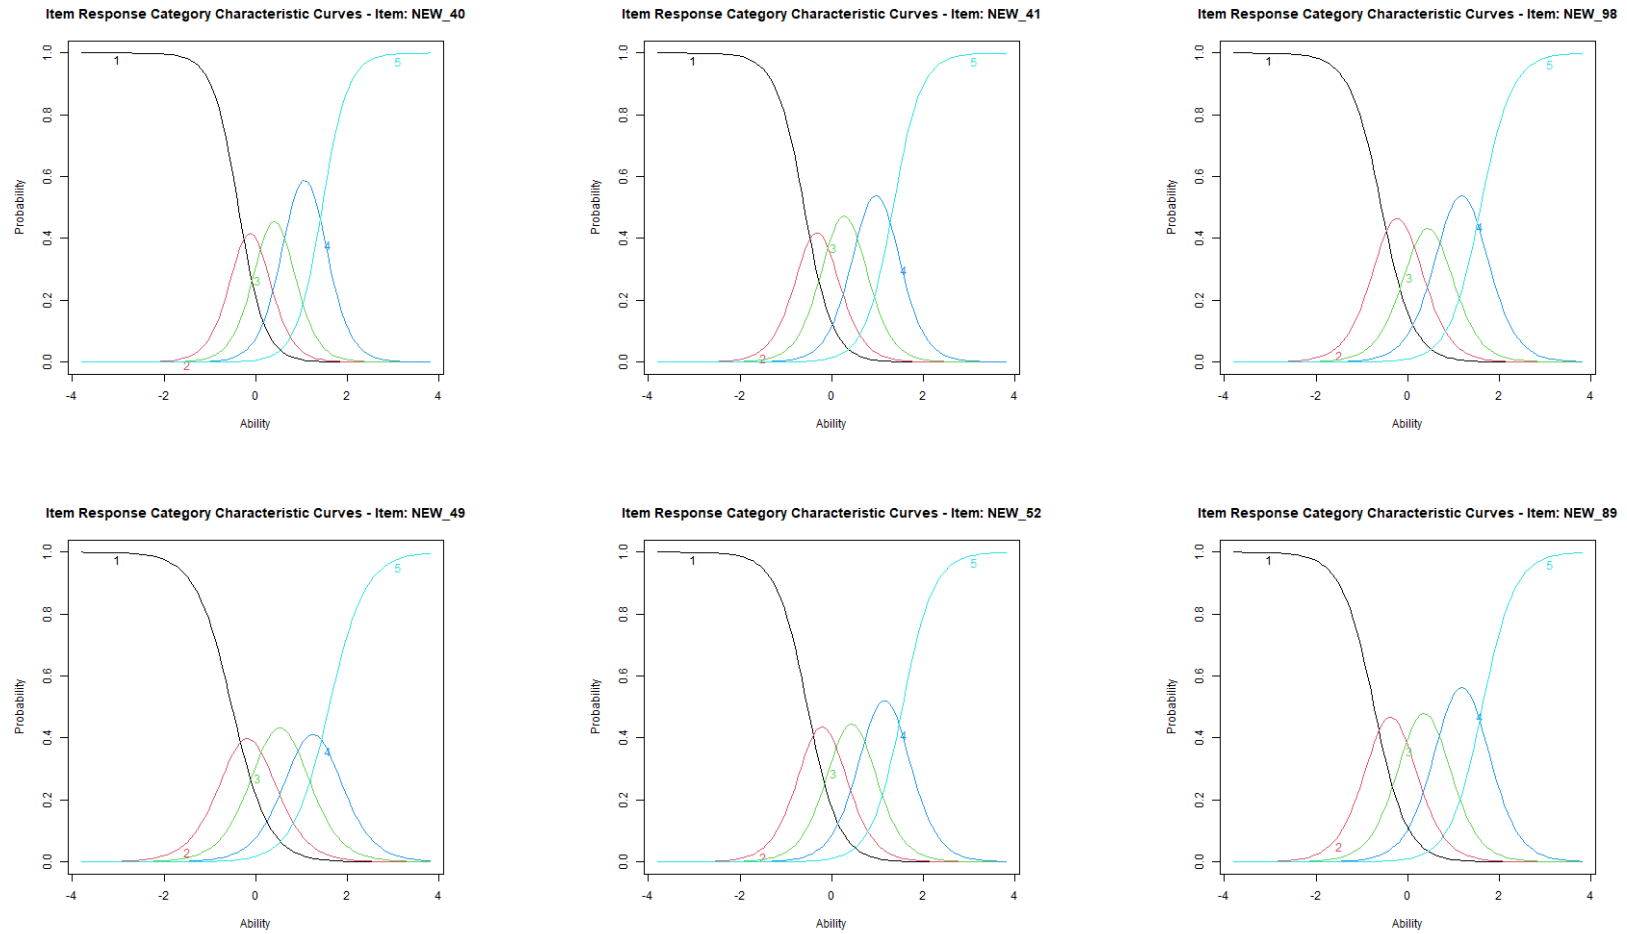 Item Response Category Characteristic Curves - Item: NEW_40
Probability
0.0 0.2 0.4 0.6 0.8 1.0
1
2
3
4
5
-4 -2 0 2 4
Ability
Item Response Category Characteristic Curves - Item: NEW_41
Probability
0.0 0.2 0.4 0.6 0.8 1.0
1
2
3
4
5
-4 -2 0 2 4
Ability
Item Response Category Characteristic Curves - Item: NEW_98
Probability
0.0 0.2 0.4 0.6 0.8 1.0
1
2
3
4
5
-4 -2 0 2 4
Ability
Item Response Category Characteristic Curves - Item: NEW_49
Probability
0.0 0.2 0.4 0.6 0.8 1.0
1
2
3
4
5
-4 -2 0 2 4
Ability
Item Response Category Characteristic Curves - Item: NEW_52
Probability
0.0 0.2 0.4 0.6 0.8 1.0
1
2
3
4
5
-4 -2 0 2 4
Ability
Item Response Category Characteristic Curves - Item: NEW_89
Probability
0.0 0.2 0.4 0.6 0.8 1.0
1
2
3
4
5
-4 -2 0 2 4
Ability